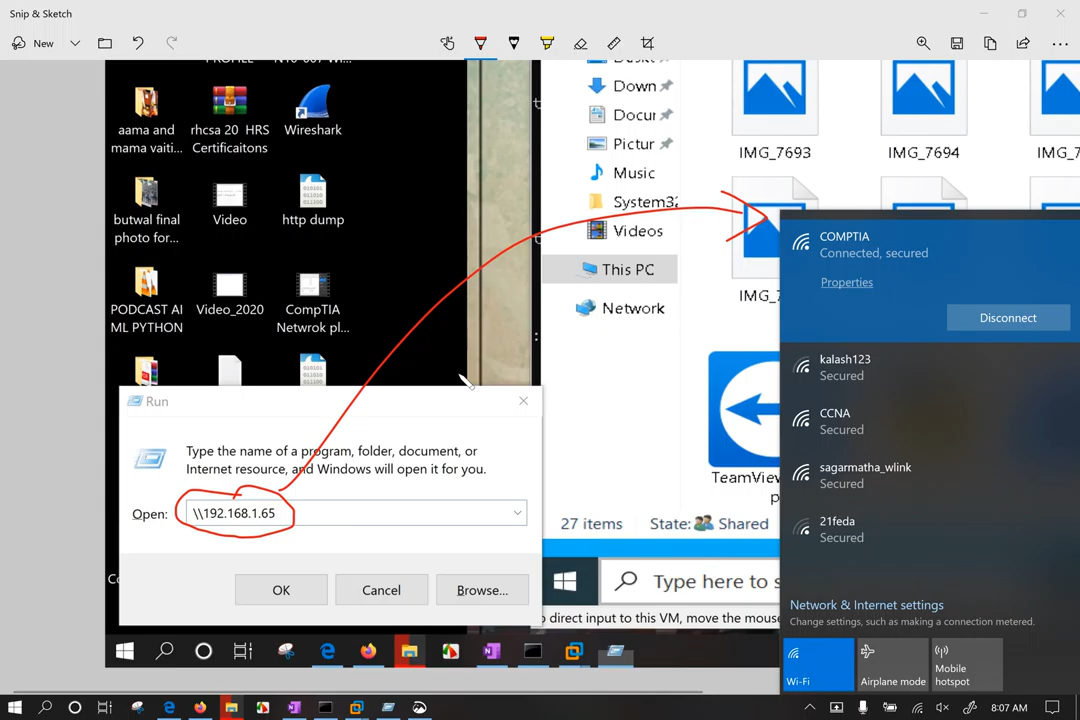 Snip & Sketch
New
PROFILE
aama and
mama vaiti...
rhcsa 20 HRS
Certificaitons
Wireshark
butwal final
photo for...
Video
http dump
PODCAST AI
ML PYTHON
Video_2020
CompTIA
Netwrok pl...
Down
Docur
Pictur
Music
System32
Videos
This PC
Network
IMG_7693
IMG_7694
IMG_7
TeamView
27 items
State:
Shared
Run
Type the name of a program, folder, document, or
Internet resource, and Windows will open it for you.
Open:
\\192.168.1.65
OK
Cancel
Browse...
Type here to s
o direct input to this VM, move the mouse
COMPTIA
Connected, secured
Properties
Disconnect
kalash123
Secured
CCNA
Secured
sagarmatha_wlink
Secured
21feda
Secured
Network & Internet settings
Change settings, such as making a connection metered.
Wi-Fi
Airplane mode
Mobile
hotspot
8:07 AM